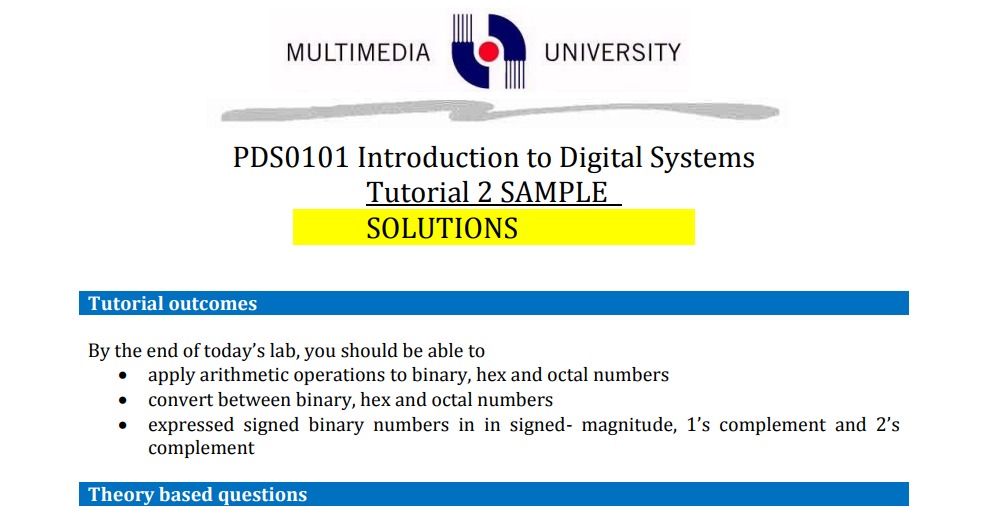 MULTIMEDIA UNIVERSITY
PDS0101 Introduction to Digital Systems
Tutorial 2 SAMPLE
SOLUTIONS
Tutorial outcomes
By the end of today’s lab, you should be able to
• apply arithmetic operations to binary, hex and octal numbers
• convert between binary, hex and octal numbers
• expressed signed binary numbers in in signed- magnitude, 1’s complement and 2’s
complement
Theory based questions